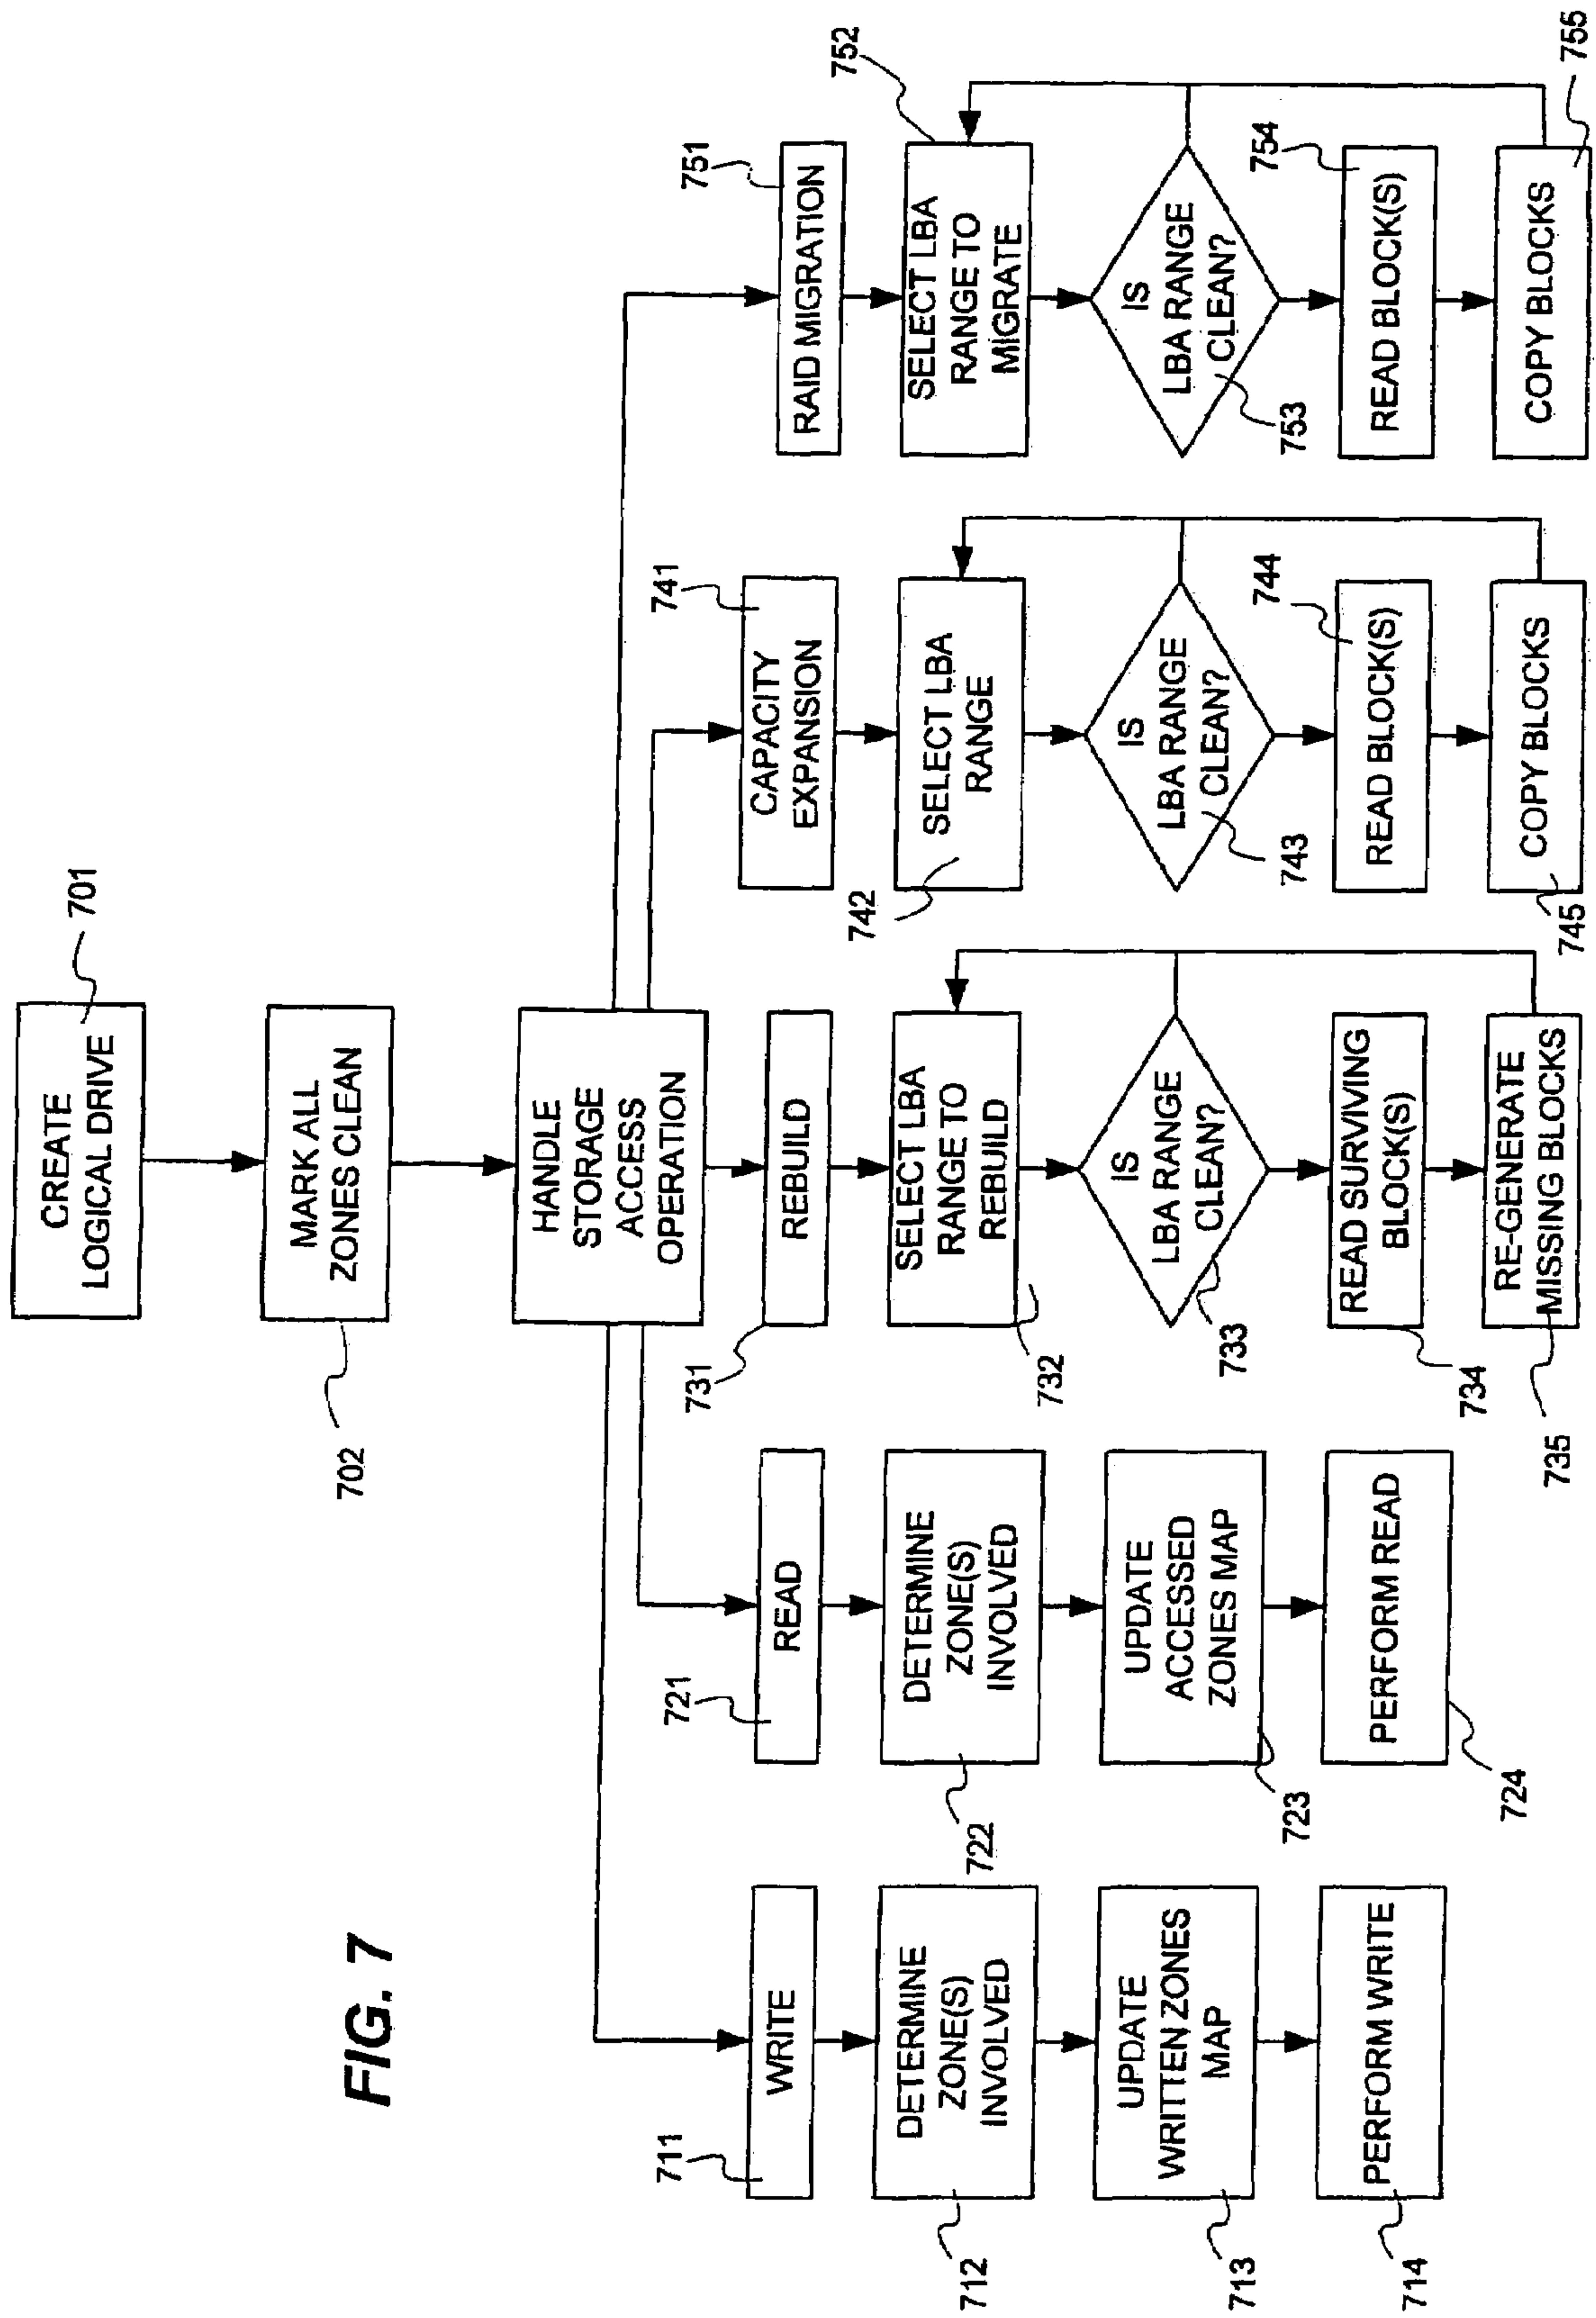 FIG. 7
CREATE
LOGICAL DRIVE
701
MARK ALL
ZONES CLEAN
702
HANDLE
STORAGE
ACCESS
OPERATION
711
WRITE
712
DETERMINE
ZONE(S)
INVOLVED
713
UPDATE
WRITTEN ZONES
MAP
714
PERFORM WRITE
721
READ
722
DETERMINE
ZONE(S)
INVOLVED
723
UPDATE
ACCESSED
ZONES MAP
724
PERFORM READ
731
REBUILD
732
SELECT LBA
RANGE TO
REBUILD
733
IS
LBA RANGE
CLEAN?
734
READ SURVIVING
BLOCK(S)
735
RE-GENERATE
MISSING BLOCKS
741
CAPACITY
EXPANSION
742
SELECT LBA
RANGE
743
IS
LBA RANGE
CLEAN?
744
READ BLOCK(S)
745
COPY BLOCKS
751
RAID MIGRATION
752
SELECT LBA
RANGE TO
MIGRATE
753
IS
LBA RANGE
CLEAN?
754
READ BLOCK(S)
755
COPY BLOCKS